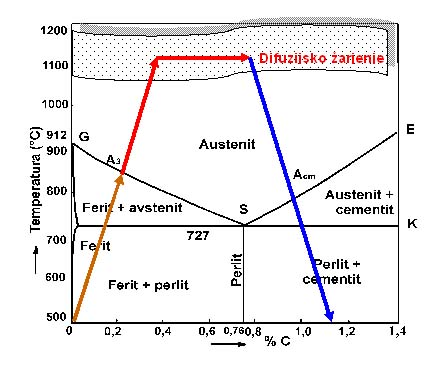 1200
1100
Difuzijsko žarjenje
1000
912
G
E
900
Austenit
A3
Acm
800
Ferit + avstenit
S
Austenit +
cementit
727
K
700
Ferit
Perlit
Perlit +
cementit
600
Ferit + perlit
500
0
0,2
0,4
0,6
0,76
0,8
1,0
1,2
1,4
% C
Temperatura (°C)